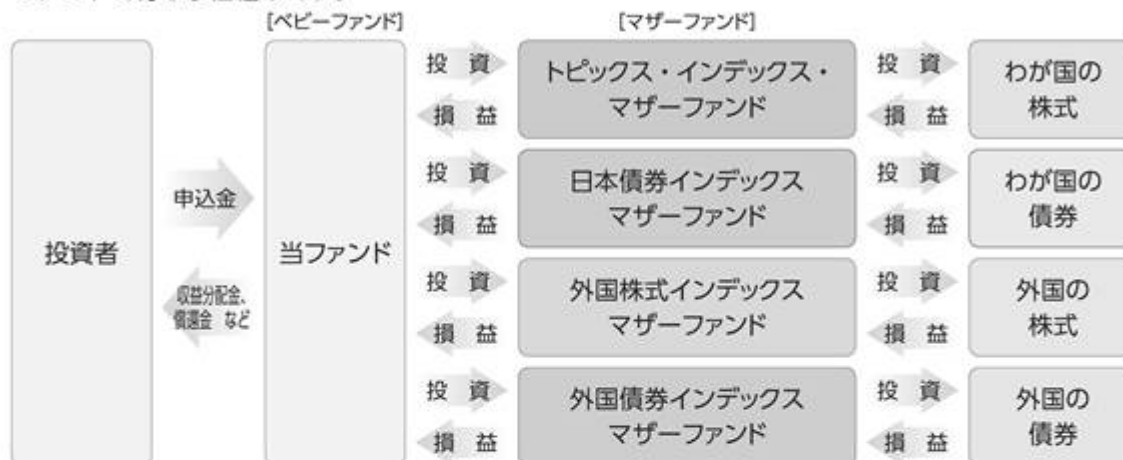 [ベビーファンド]
[マザーファンド]
投資者
申込金
収益分配金、
償還金 など
当ファンド
投 資
損 益
トピックス・インデックス・
マザーファンド
投 資
損 益
わが国の
株式
投 資
損 益
日本債券インデックス
マザーファンド
投 資
損 益
わが国の
債券
投 資
損 益
外国株式インデックス
マザーファンド
投 資
損 益
外国の
株式
投 資
損 益
外国債券インデックス
マザーファンド
投 資
損 益
外国の
債券